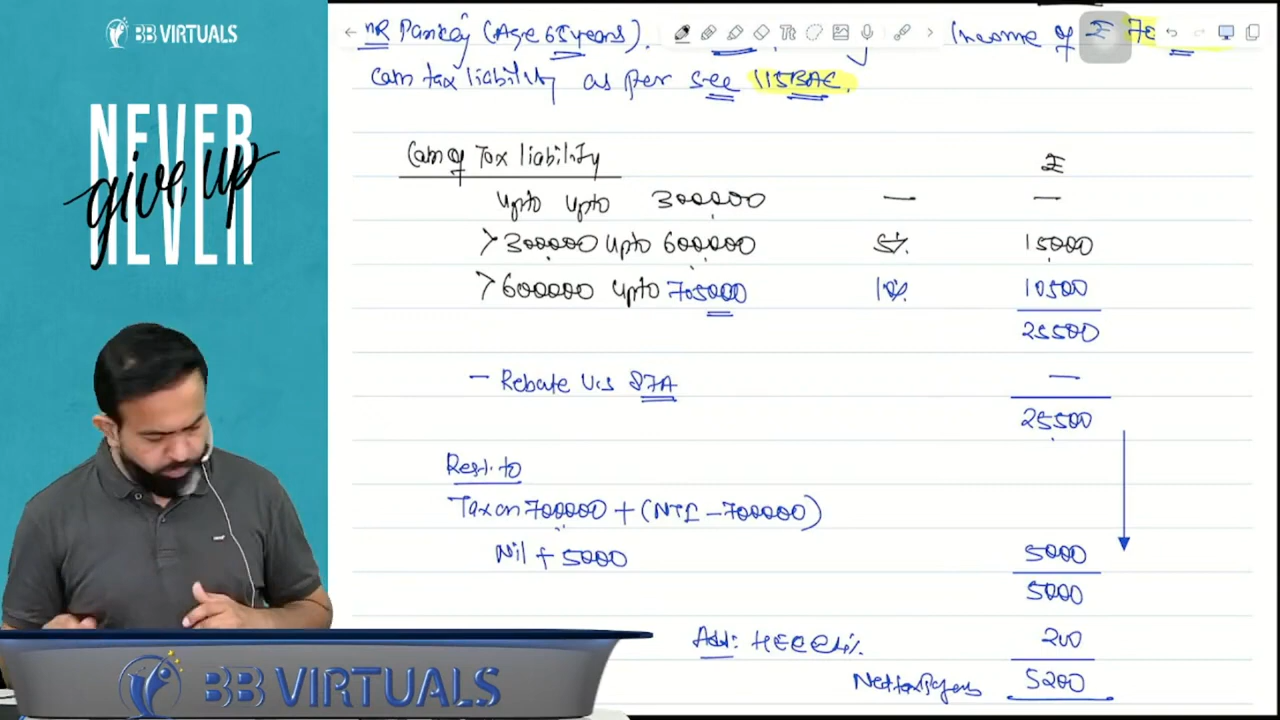 BB VIRTUALS
NEVER
give up
NEVER
MR Pankaj (Age 65 years). Income of ₹ 70
Com tax liability as per sec 115BAC.
Com of Tax liability ₹
upto upto 300000 — —
>300000 upto 600000 5% 15000
>600000 upto 705000 10% 10500
25500
- Rebate U/s 87A —
25500
Rest. to
Tax on 700000 + (NTI - 700000)
Nil + 5000 5000
5000
Add: HEC @ 4% 200
Net tax Payable 5200
BB VIRTUALS